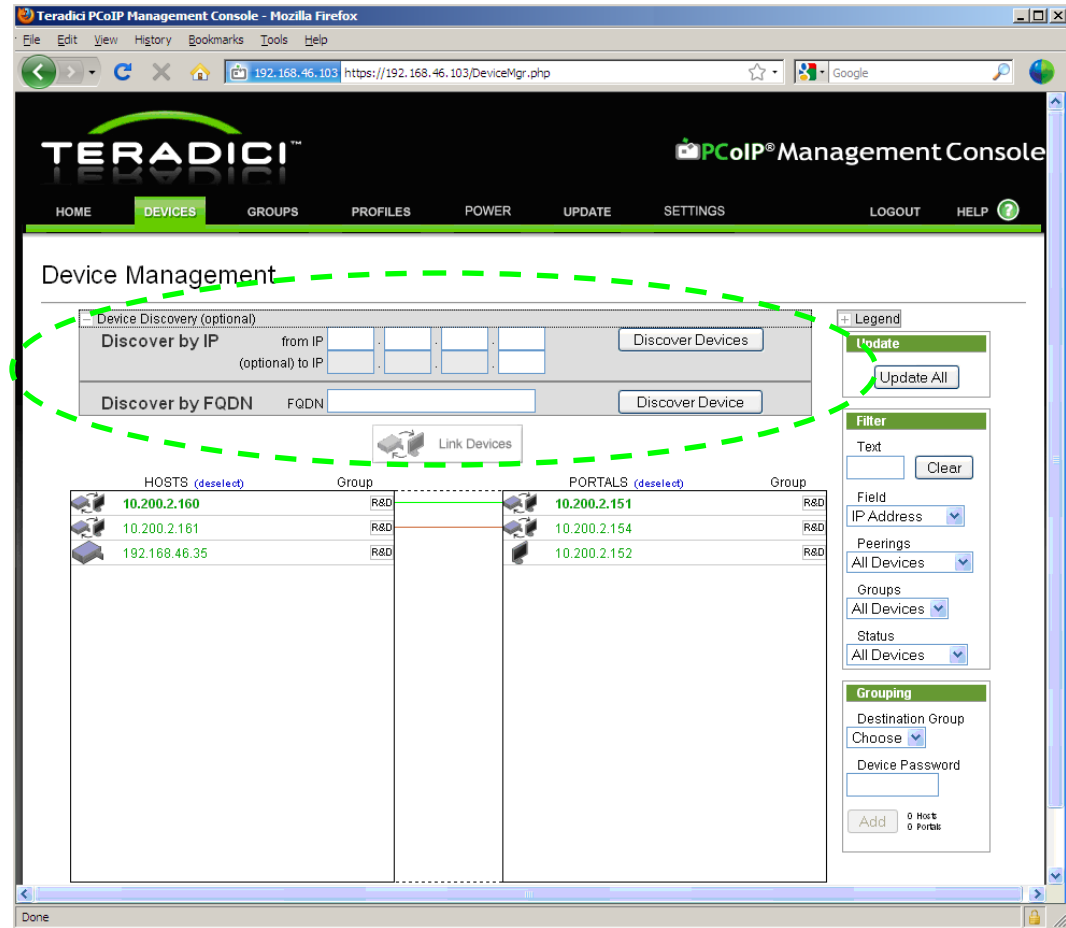 Teradici PCoIP Management Console - Mozilla Firefox
File Edit View History Bookmarks Tools Help
192.168.46.103 https://192.168.46.103/DeviceMgr.php Google
TERADICI™
PCoIP® Management Console
HOME DEVICES GROUPS PROFILES POWER UPDATE SETTINGS LOGOUT HELP ?
Device Management
− Device Discovery (optional)
Discover by IP from IP . . . Discover Devices
(optional) to IP . . .
Discover by FQDN FQDN Discover Device
Link Devices
HOSTS (deselect) Group PORTALS (deselect) Group
10.200.2.160 R&D 10.200.2.151 R&D
10.200.2.161 R&D 10.200.2.154 R&D
192.168.46.35 R&D 10.200.2.152 R&D
+ Legend
Update
Update All
Filter
Text
Clear
Field
IP Address
Peerings
All Devices
Groups
All Devices
Status
All Devices
Grouping
Destination Group
Choose
Device Password
Add 0 Hosts
0 Portals
Done